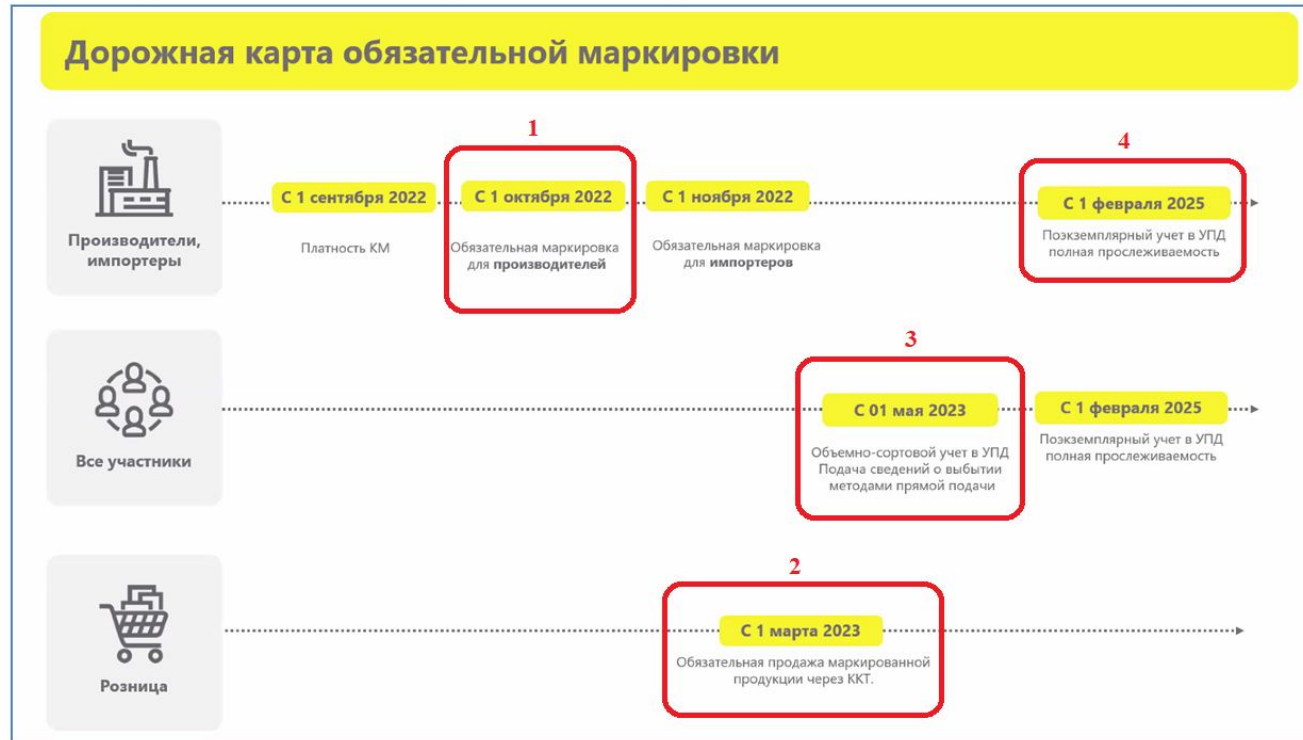 Дорожная карта обязательной маркировки
1
4
С 1 сентября 2022
С 1 октября 2022
С 1 ноября 2022
С 1 февраля 2025
Производители,
импортеры
Платность КМ
Обязательная маркировка
для производителей
Обязательная маркировка
для импортеров
Поэкземплярный учет в УПД
полная прослеживаемость
3
С 01 мая 2023
С 1 февраля 2025
Все участники
Объемно-сортовой учет в УПД
Подача сведений о выбытии
методами прямой подачи
Поэкземплярный учет в УПД
полная прослеживаемость
2
С 1 марта 2023
Розница
Обязательная продажа маркированной
продукции через ККТ.